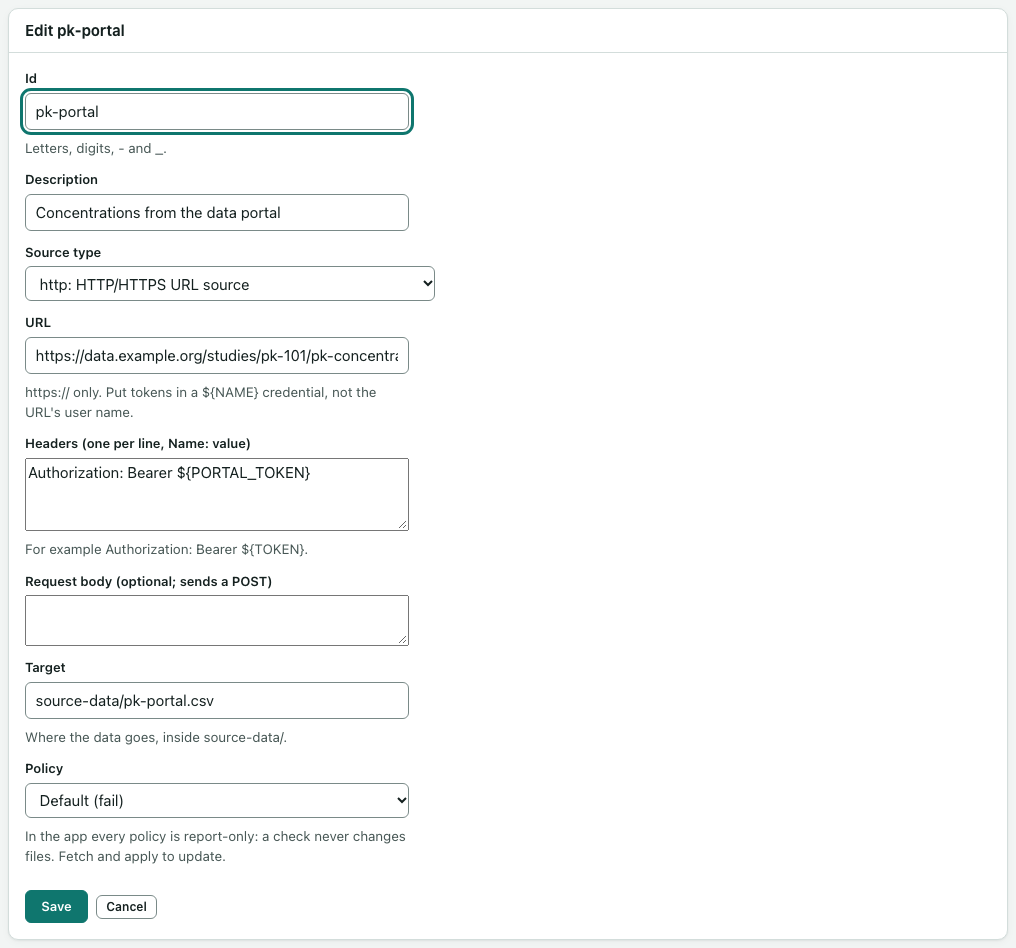 Edit pk-portal
Id
pk-portal
Letters, digits, - and _.
Description
Concentrations from the data portal
Source type
http: HTTP/HTTPS URL source
URL
https://data.example.org/studies/pk-101/pk-concentra
https:// only. Put tokens in a ${NAME} credential, not the
URL's user name.
Headers (one per line, Name: value)
Authorization: Bearer ${PORTAL_TOKEN}
For example Authorization: Bearer ${TOKEN}.
Request body (optional; sends a POST)
Target
source-data/pk-portal.csv
Where the data goes, inside source-data/.
Policy
Default (fail)
In the app every policy is report-only: a check never changes
files. Fetch and apply to update.
Save Cancel